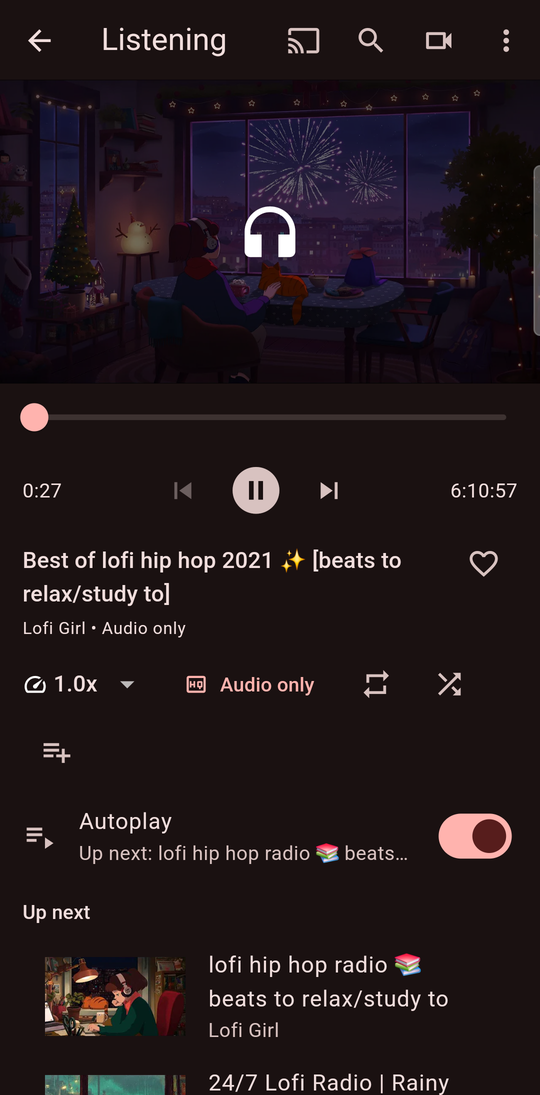 Listening
0:27
6:10:57
Best of lofi hip hop 2021 ✨ [beats to
relax/study to]
Lofi Girl • Audio only
1.0x
HQ Audio only
Autoplay
Up next: lofi hip hop radio 📚 beats...
Up next
lofi hip hop radio 📚
beats to relax/study to
Lofi Girl
24/7 Lofi Radio | Rainy